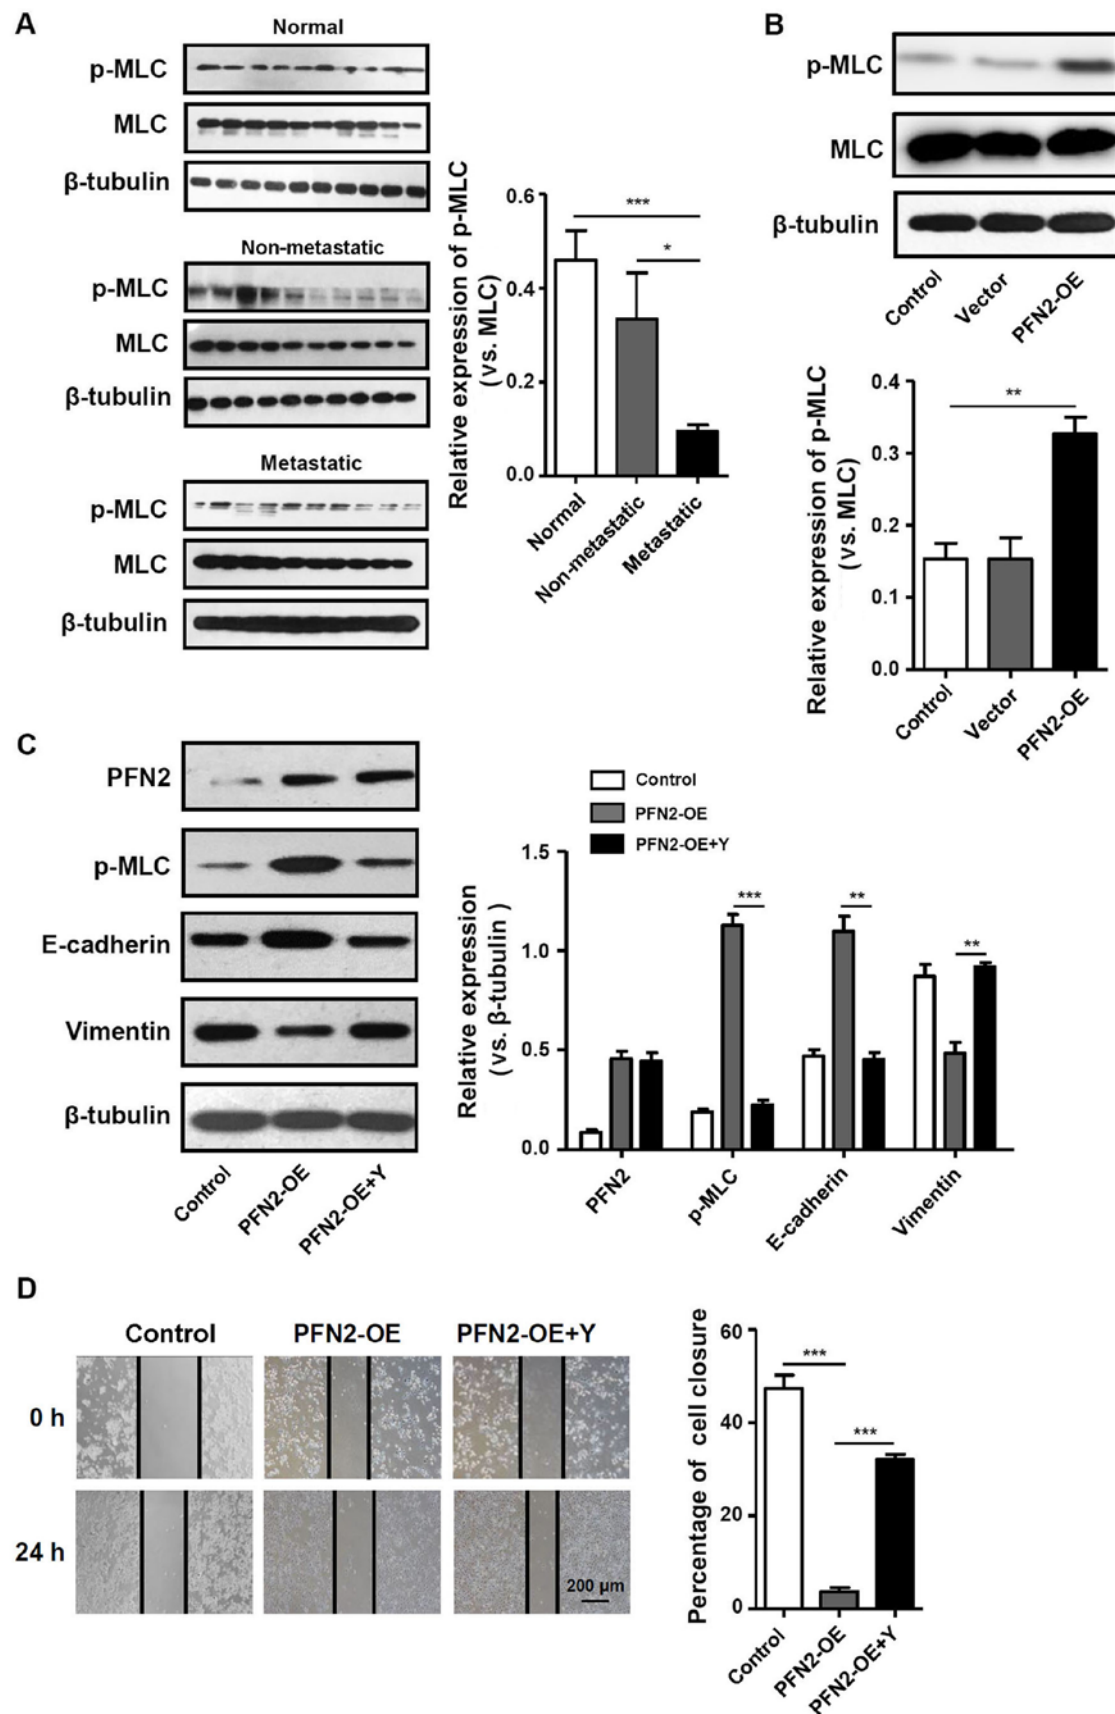 A
Normal
p-MLC
MLC
β-tubulin
Non-metastatic
p-MLC
MLC
β-tubulin
Metastatic
p-MLC
MLC
β-tubulin
Relative expression of p-MLC
(vs. MLC)
0.6
0.4
0.2
0.0
***
*
Normal
Non-metastatic
Metastatic
B
p-MLC
MLC
β-tubulin
Control
Vector
PFN2-OE
Relative expression of p-MLC
(vs. MLC)
0.4
0.3
0.2
0.1
0.0
**
Control
Vector
PFN2-OE
C
PFN2
p-MLC
E-cadherin
Vimentin
β-tubulin
Control
PFN2-OE
PFN2-OE+Y
Control
PFN2-OE
PFN2-OE+Y
Relative expression
(vs. β-tubulin )
1.5
1.0
0.5
0.0
***
**
**
PFN2
p-MLC
E-cadherin
Vimentin
D
Control
PFN2-OE
PFN2-OE+Y
0 h
24 h
200 μm
Percentage of cell closure
60
40
20
0
***
***
Control
PFN2-OE
PFN2-OE+Y